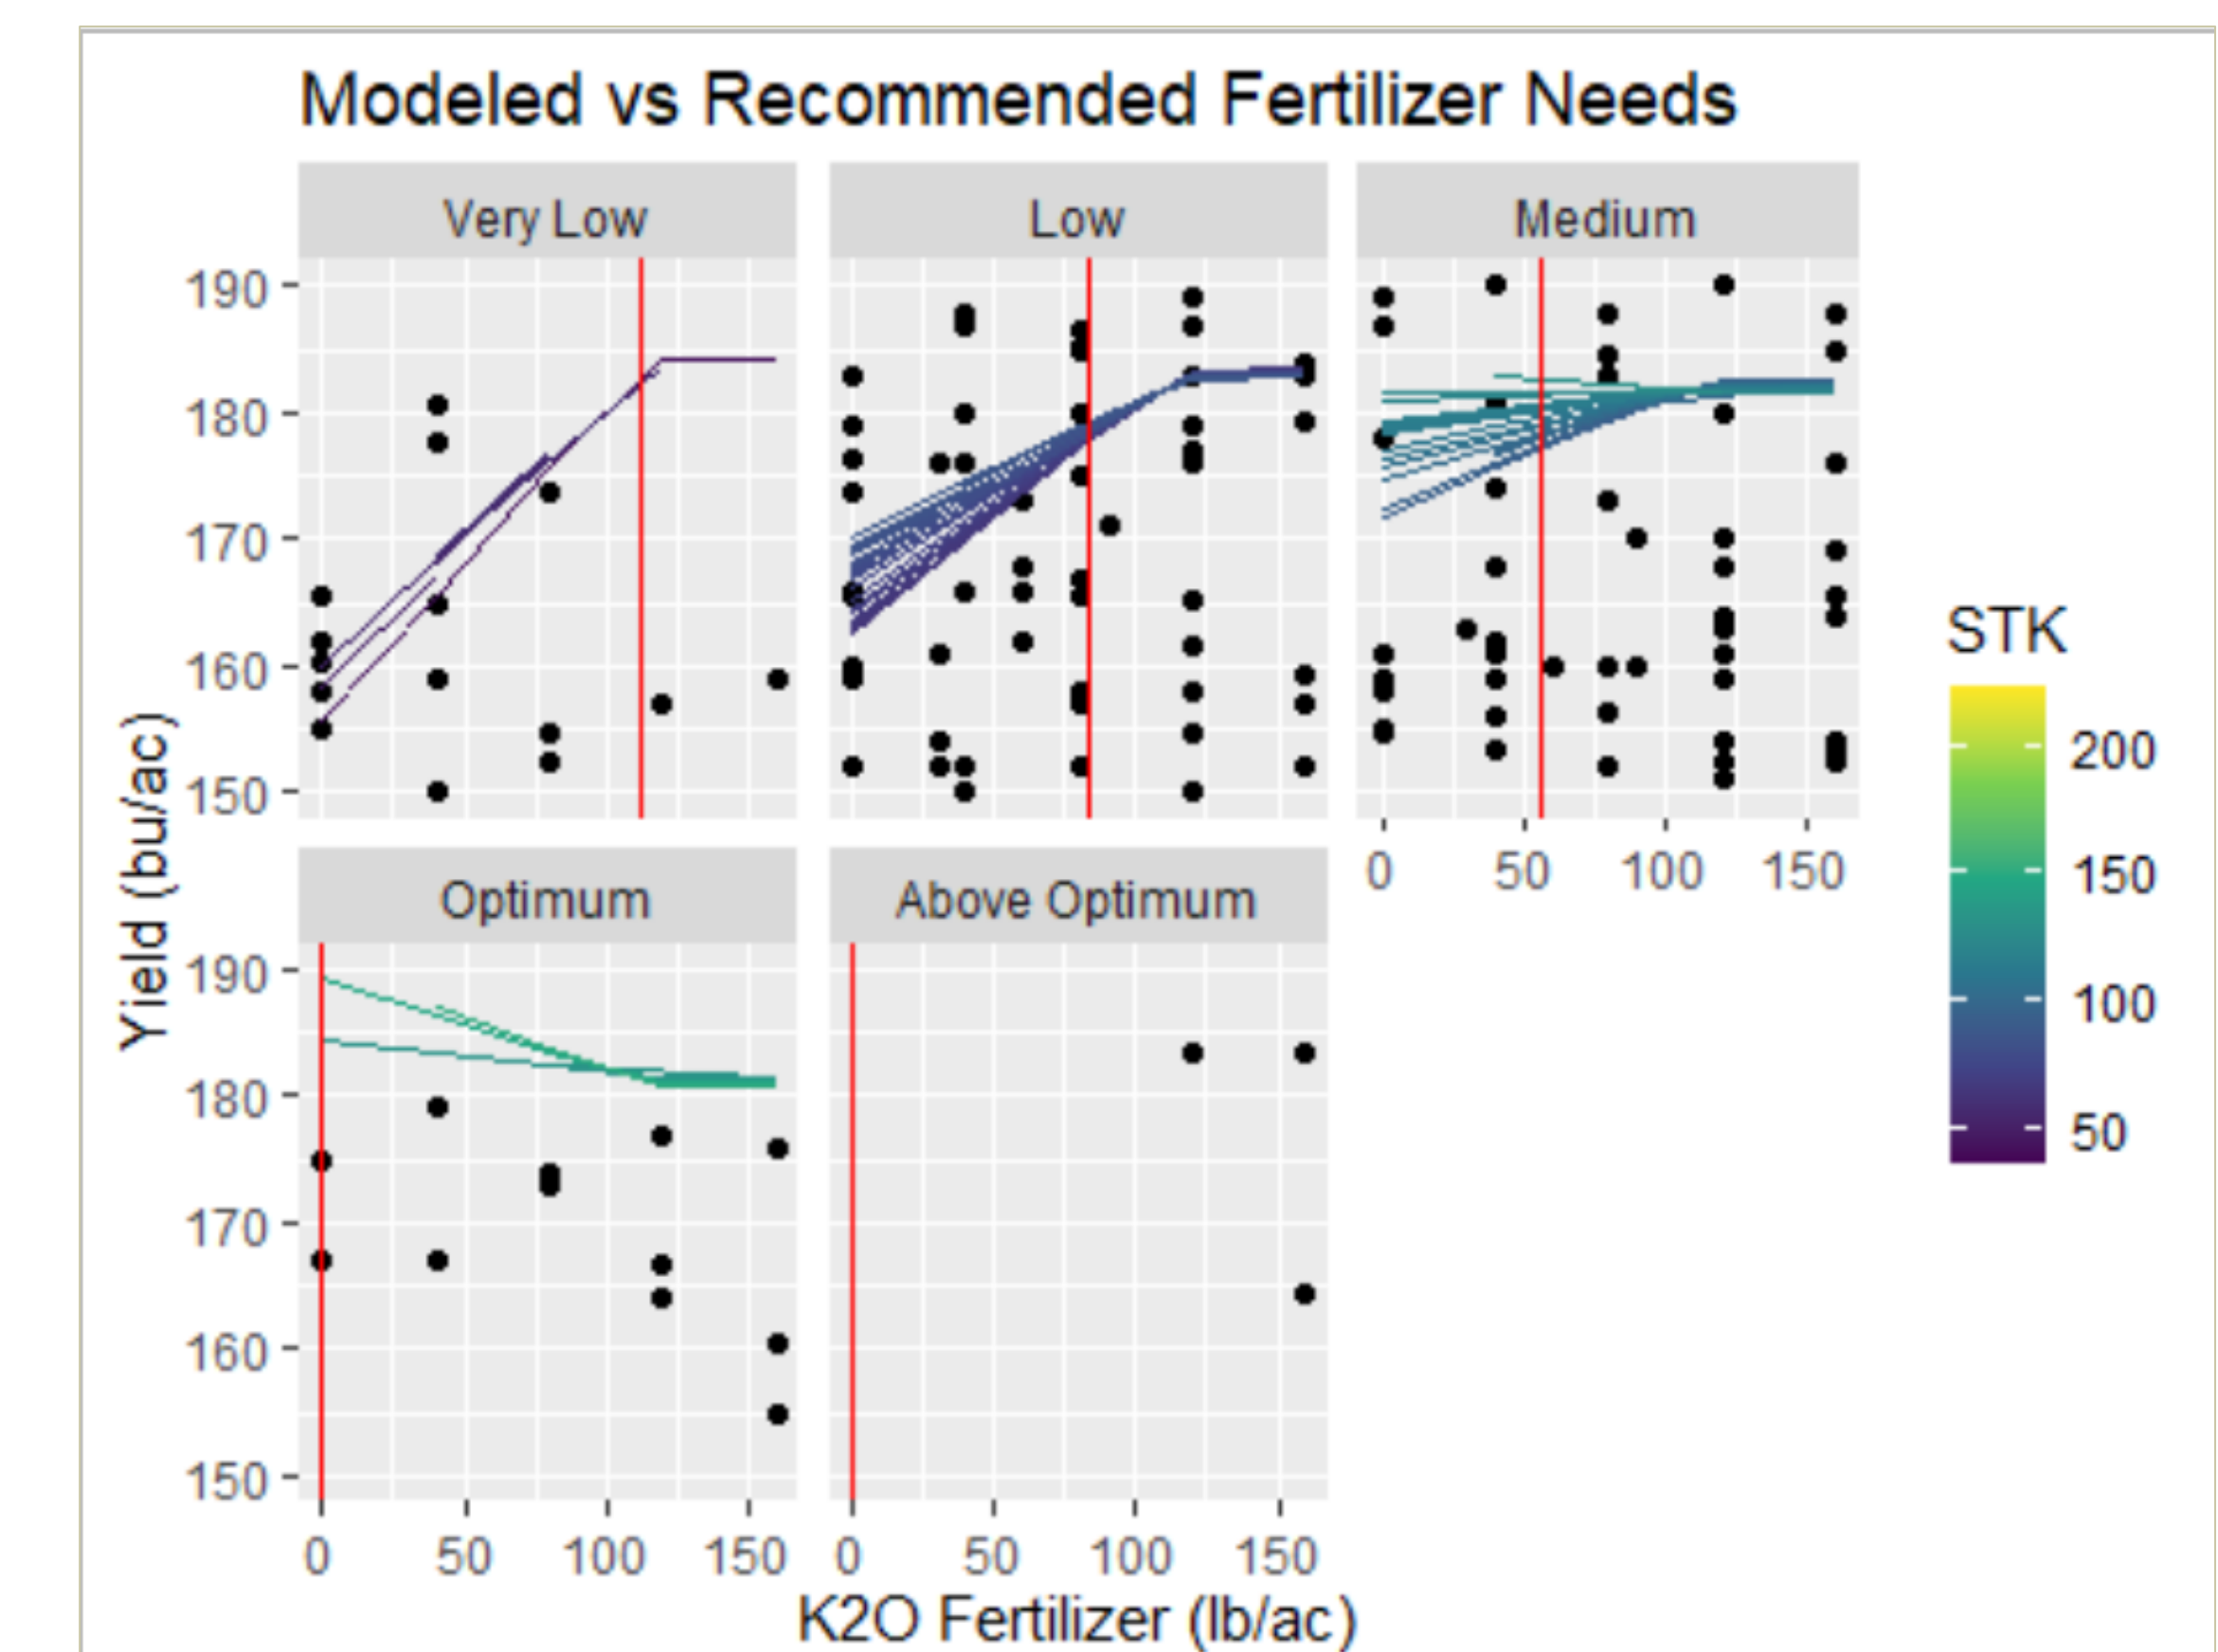 Modeled vs Recommended Fertilizer Needs
Very Low
Low
Medium
190
180
170
160
150
0 50 100 150
Optimum
Above Optimum
190
180
170
160
150
0 50 100 150
0 50 100 150
Yield (bu/ac)
K2O Fertilizer (lb/ac)
STK
200
150
100
50